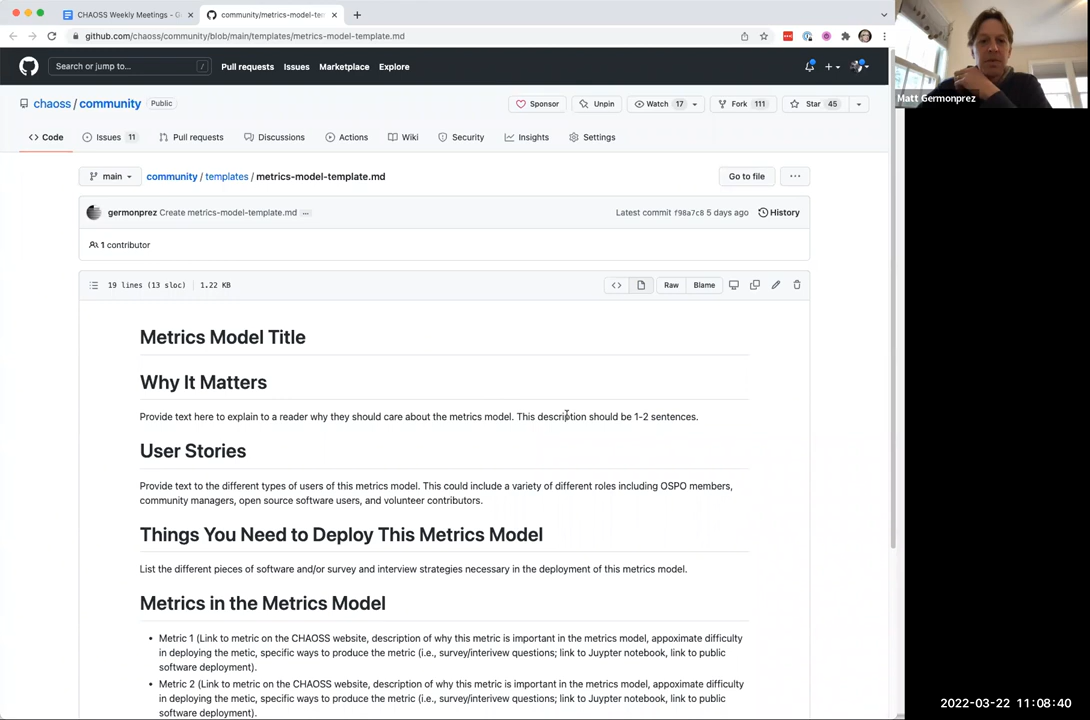 CHAOSS Weekly Meetings - G
community/metrics-model-tem
github.com/chaoss/community/blob/main/templates/metrics-model-template.md
Search or jump to...
/
Pull requests
Issues
Marketplace
Explore
Matt Germonprez
chaoss / community
Public
Sponsor
Unpin
Watch 17
Fork 111
Star 45
<> Code
Issues 11
Pull requests
Discussions
Actions
Wiki
Security
Insights
Settings
main
community / templates / metrics-model-template.md
Go to file
...
germonprez Create metrics-model-template.md ...
Latest commit f98a7c8 5 days ago
History
1 contributor
19 lines (13 sloc)
1.22 KB
<>
Raw
Blame
Metrics Model Title
Why It Matters
Provide text here to explain to a reader why they should care about the metrics model. This description should be 1-2 sentences.
User Stories
Provide text to the different types of users of this metrics model. This could include a variety of different roles including OSPO members,
community managers, open source software users, and volunteer contributors.
Things You Need to Deploy This Metrics Model
List the different pieces of software and/or survey and interview strategies necessary in the deployment of this metrics model.
Metrics in the Metrics Model
• Metric 1 (Link to metric on the CHAOSS website, description of why this metric is important in the metrics model, appoximate difficulty
in deploying the metic, specific ways to produce the metric (i.e., survey/interivew questions; link to Juypter notebook, link to public
software deployment).
• Metric 2 (Link to metric on the CHAOSS website, description of why this metric is important in the metrics model, appoximate difficulty
in deploying the metic, specific ways to produce the metric (i.e., survey/interivew questions; link to Juypter notebook, link to public
software deployment).
2022-03-22 11:08:40